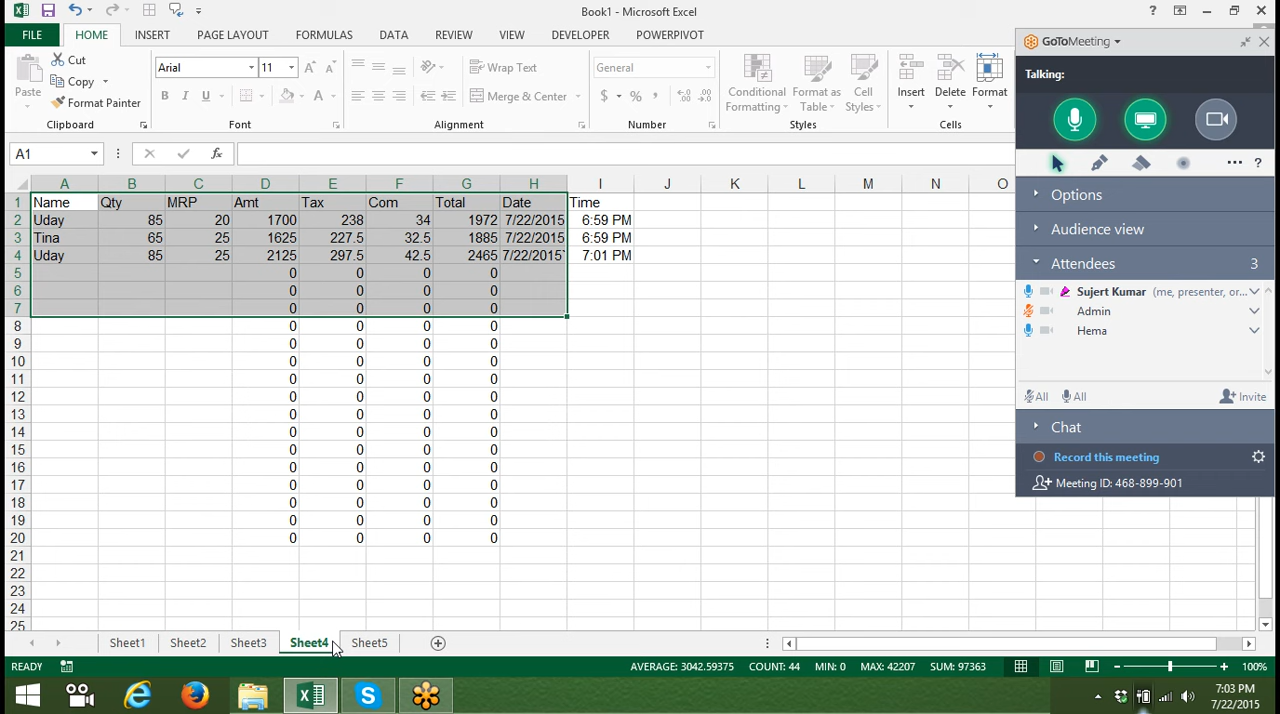 Book1 - Microsoft Excel
FILE HOME INSERT PAGE LAYOUT FORMULAS DATA REVIEW VIEW DEVELOPER POWERPIVOT
Paste
Cut
Copy
Format Painter
Clipboard
Arial 11
B I U
Font
Wrap Text
Merge & Center
Alignment
General
$ % ,
Number
Conditional Formatting
Format as Table
Cell Styles
Styles
Insert Delete Format
Cells
A1 fx
A B C D E F G H I J K L M N O
1 Name Qty MRP Amt Tax Com Total Date Time
2 Uday 85 20 1700 238 34 1972 7/22/2015 6:59 PM
3 Tina 65 25 1625 227.5 32.5 1885 7/22/2015 6:59 PM
4 Uday 85 25 2125 297.5 42.5 2465 7/22/2015` 7:01 PM
5 0 0 0 0
6 0 0 0 0
7 0 0 0 0
8 0 0 0 0
9 0 0 0 0
10 0 0 0 0
11 0 0 0 0
12 0 0 0 0
13 0 0 0 0
14 0 0 0 0
15 0 0 0 0
16 0 0 0 0
17 0 0 0 0
18 0 0 0 0
19 0 0 0 0
20 0 0 0 0
21
22
23
24
25
Sheet1 Sheet2 Sheet3 Sheet4 Sheet5
READY AVERAGE: 3042.59375 COUNT: 44 MIN: 0 MAX: 42207 SUM: 97363 100%
GoToMeeting
Talking:
Options
Audience view
Attendees 3
Sujert Kumar (me, presenter, or...
Admin
Hema
All All Invite
Chat
Record this meeting
Meeting ID: 468-899-901
7:03 PM
7/22/2015